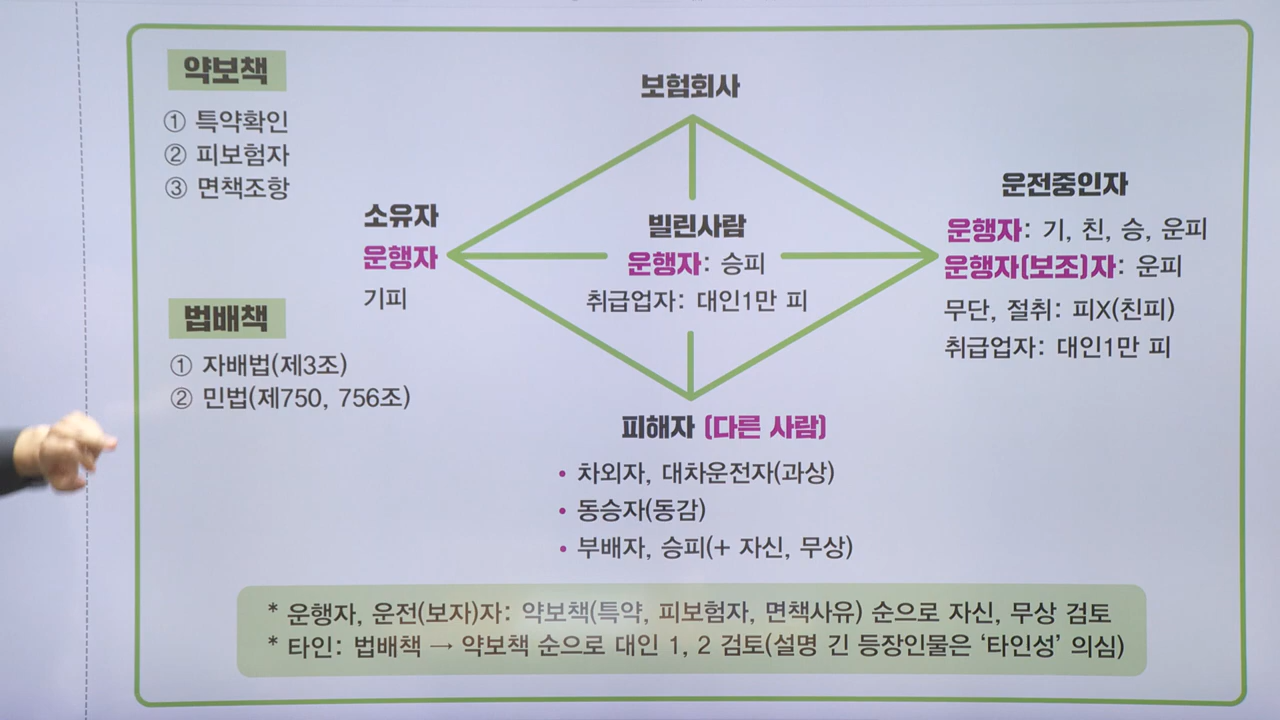 약보책
① 특약확인
② 피보험자
③ 면책조항
법배책
① 자배법(제3조)
② 민법(제750, 756조)
보험회사
소유자
운행자
기피
빌린사람
운행자: 승피
취급업자: 대인1만 피
운전중인자
운행자: 기, 친, 승, 운피
운행자(보조)자: 운피
무단, 절취: 피X(친피)
취급업자: 대인1만 피
피해자 (다른 사람)
• 차외자, 대차운전자(과상)
• 동승자(동감)
• 부배자, 승피(+ 자신, 무상)
* 운행자, 운전(보자)자: 약보책(특약, 피보험자, 면책사유) 순으로 자신, 무상 검토
* 타인: 법배책 → 약보책 순으로 대인 1, 2 검토(설명 긴 등장인물은 ‘타인성’ 의심)